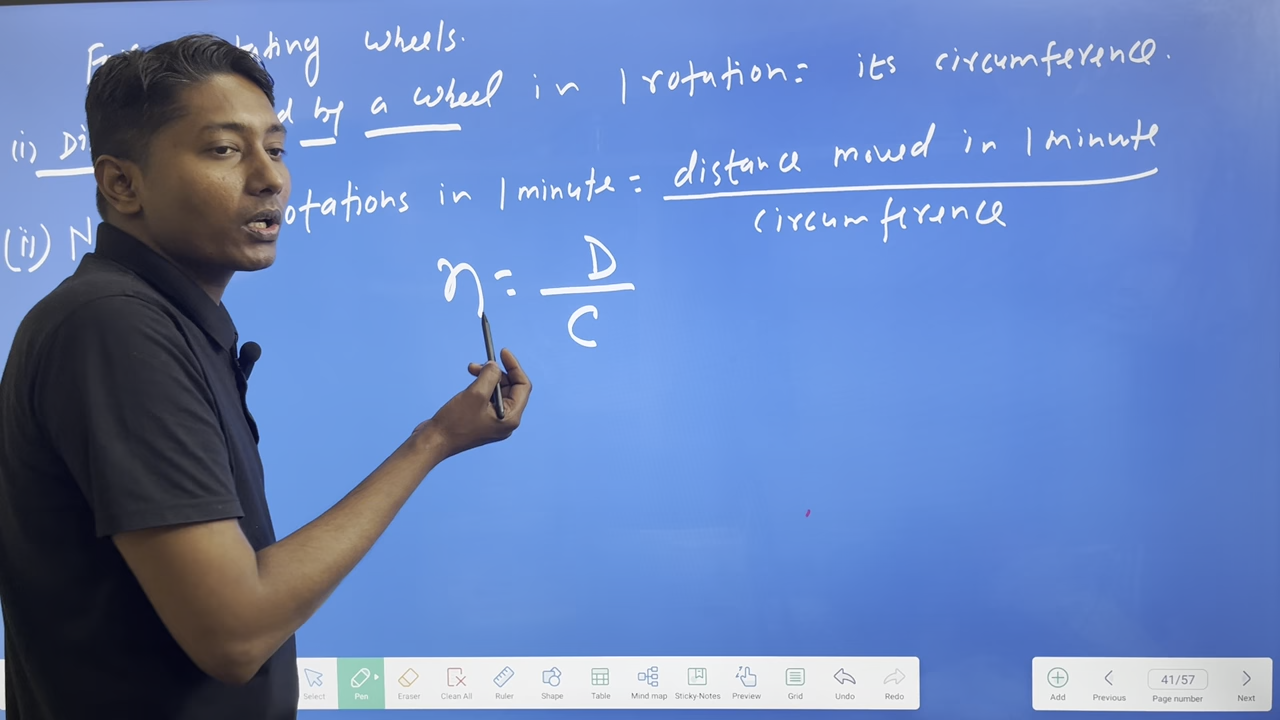 wheels.
(i) by a wheel in 1 rotation = its circumference.
(ii) rotations in 1 minute = distance moved in 1 minute / circumference
n = D / C
Select Pen Eraser Clean All Ruler Shape Table Mind map Sticky-Notes Preview Grid Undo Redo
Add Previous 41/57 Page number Next